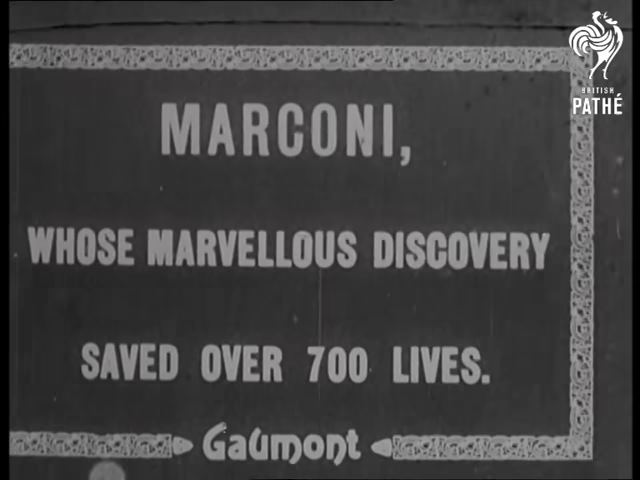 BRITISH
PATHÉ
MARCONI,
WHOSE MARVELLOUS DISCOVERY
SAVED OVER 700 LIVES.
Gaumont